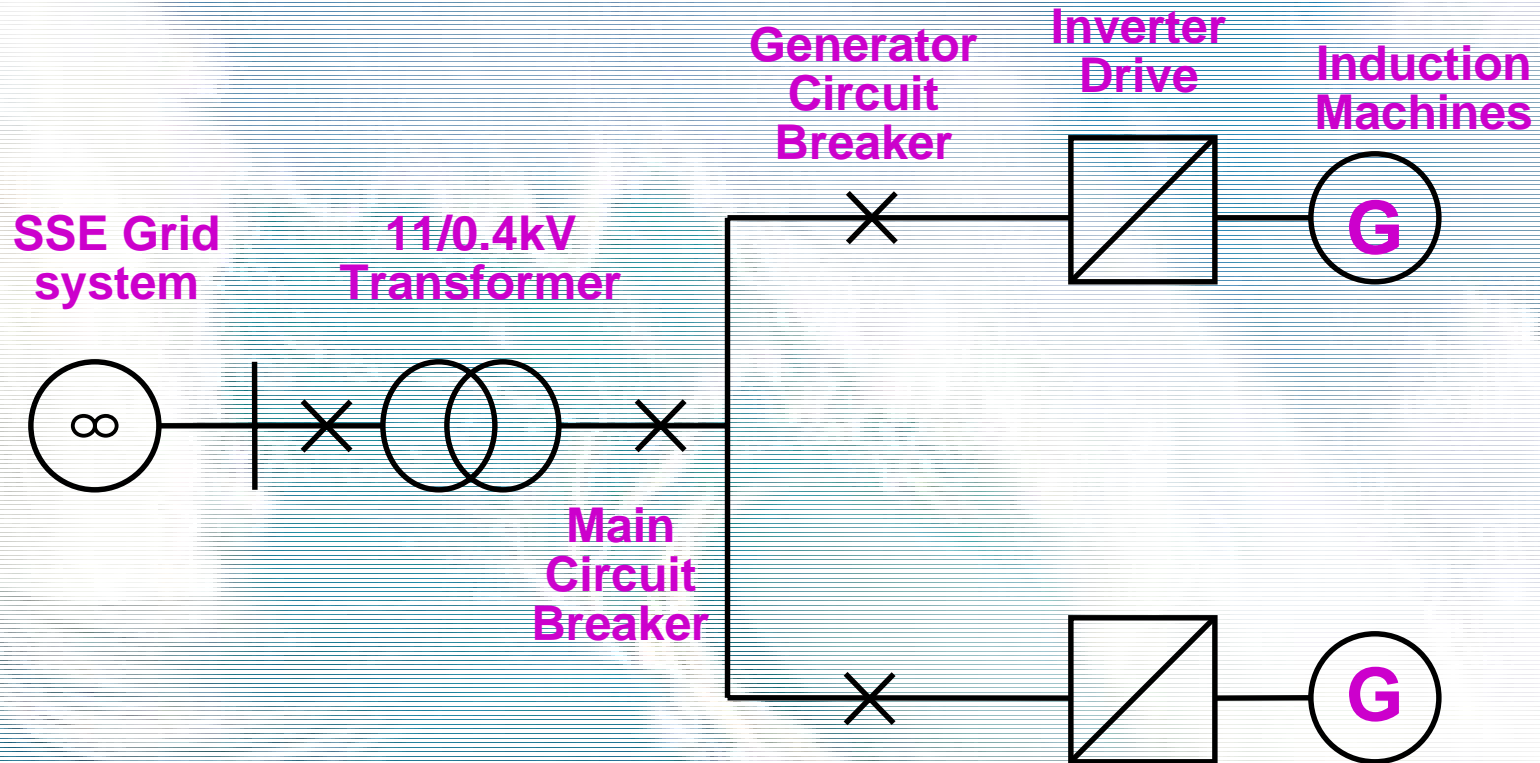 Generator
Circuit
Breaker
Inverter
Drive
Induction
Machines
SSE Grid
system
11/0.4kV
Transformer
G
∞
Main
Circuit
Breaker
G